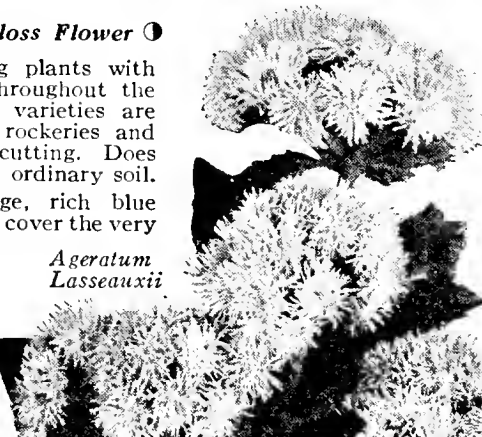 loss Flower ◑
g plants with
hroughout the
varieties are
rockeries and
cutting. Does
ordinary soil.
ge, rich blue
cover the very
Ageratum
Lasseauxii